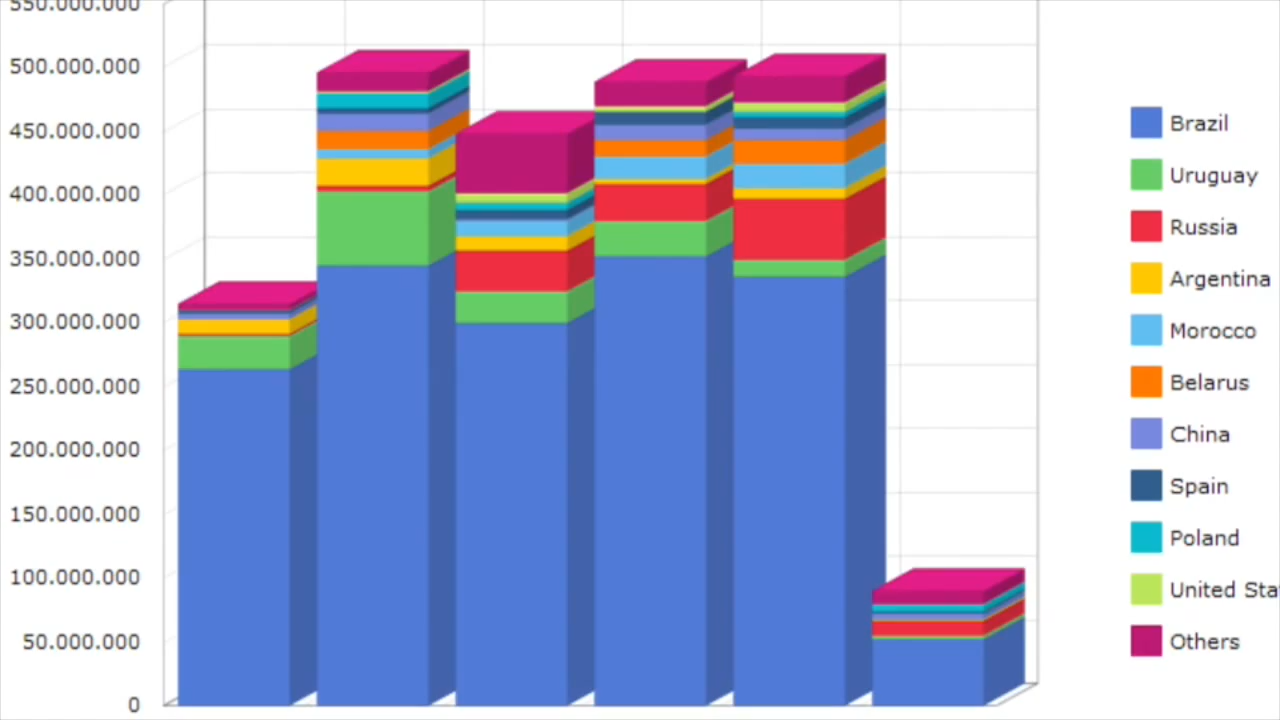 550.000.000
500.000.000
450.000.000
400.000.000
350.000.000
300.000.000
250.000.000
200.000.000
150.000.000
100.000.000
50.000.000
0
Brazil
Uruguay
Russia
Argentina
Morocco
Belarus
China
Spain
Poland
United Sta
Others